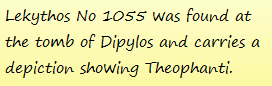 Lekythos No 1055 was found at
the tomb of Dipylos and carries a
depiction showing Theophanti.